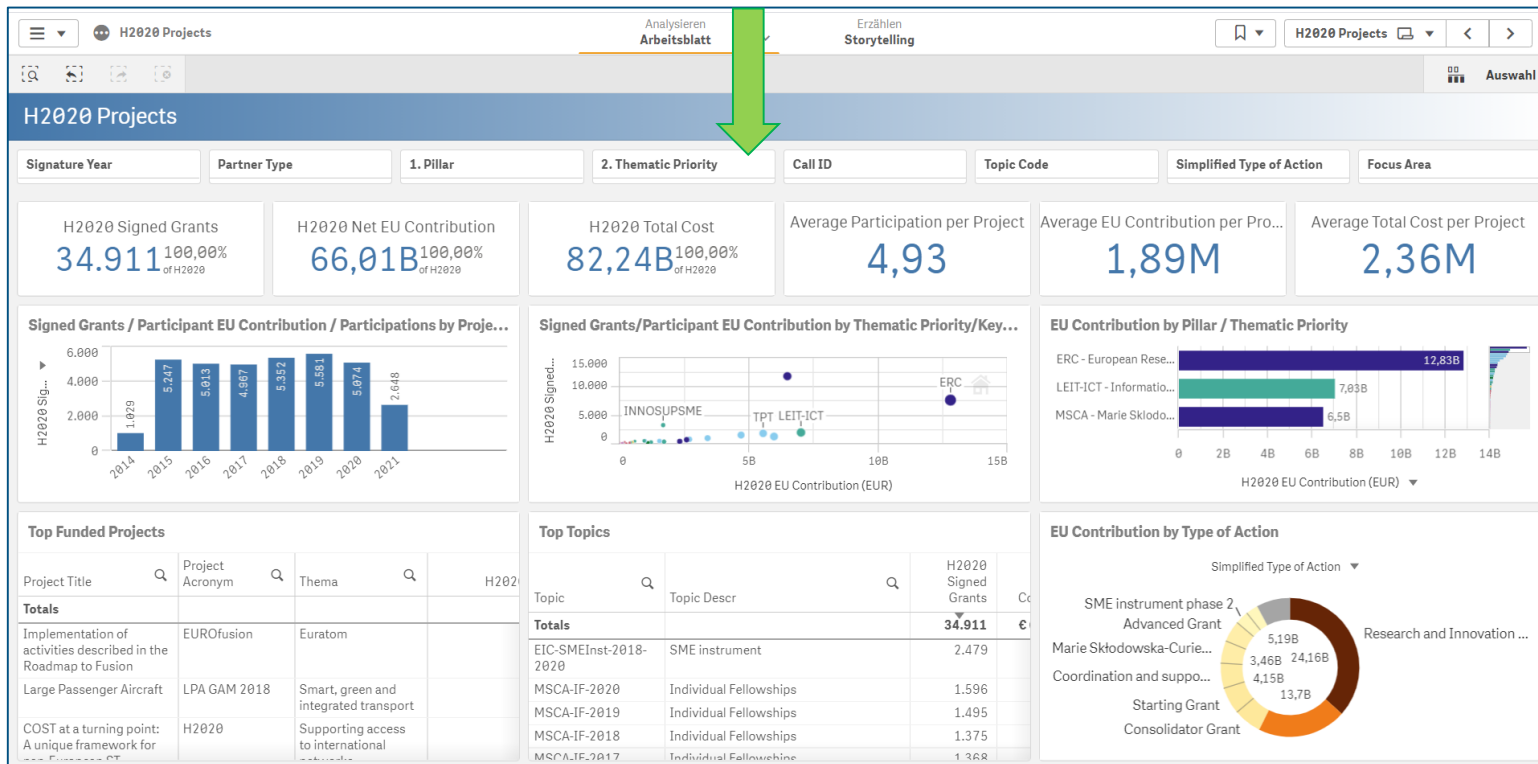 H2020 Projects
Analysieren
Arbeitsblatt
Erzählen
Storytelling
H2020 Projects
Auswahl
H2020 Projects
Signature Year
Partner Type
1. Pillar
2. Thematic Priority
Call ID
Topic Code
Simplified Type of Action
Focus Area
H2020 Signed Grants
34.911 100,00%
of H2020
H2020 Net EU Contribution
66,01B 100,00%
of H2020
H2020 Total Cost
82,24B 100,00%
of H2020
Average Participation per Project
4,93
Average EU Contribution per Pro...
1,89M
Average Total Cost per Project
2,36M
Signed Grants / Participant EU Contribution / Participations by Proje...
H2020 Sig...
6.000
4.000
2.000
0
1.029
5.247
5.013
4.967
5.352
5.581
5.074
2.648
2014
2015
2016
2017
2018
2019
2020
2021
Signed Grants/Participant EU Contribution by Thematic Priority/Key...
H2020 Signed...
15.000
10.000
5.000
0
INNOSUPSME
TPT
LEIT-ICT
ERC
0
5B
10B
15B
H2020 EU Contribution (EUR)
EU Contribution by Pillar / Thematic Priority
ERC - European Rese...
12,83B
LEIT-ICT - Informatio...
7,03B
MSCA - Marie Sklodo...
6,5B
0
2B
4B
6B
8B
10B
12B
14B
H2020 EU Contribution (EUR)
Top Funded Projects
Project Title
Project
Acronym
Thema
H202
Totals
Implementation of
activities described in the
Roadmap to Fusion
EUROfusion
Euratom
Large Passenger Aircraft
LPA GAM 2018
Smart, green and
integrated transport
COST at a turning point:
A unique framework for
H2020
Supporting access
to international
networks
Top Topics
Topic
Topic Descr
H2020
Signed
Grants
Totals
34.911
€
EIC-SMEInst-2018-
2020
SME instrument
2.479
MSCA-IF-2020
Individual Fellowships
1.596
MSCA-IF-2019
Individual Fellowships
1.495
MSCA-IF-2018
Individual Fellowships
1.375
MSCA-IF-2017
Individual Fellowships
1.368
EU Contribution by Type of Action
Simplified Type of Action
SME instrument phase 2
Advanced Grant
Marie Skłodowska-Curie...
Coordination and suppo...
Starting Grant
Consolidator Grant
Research and Innovation ...
5,19B
3,46B
24,16B
4,15B
13,7B